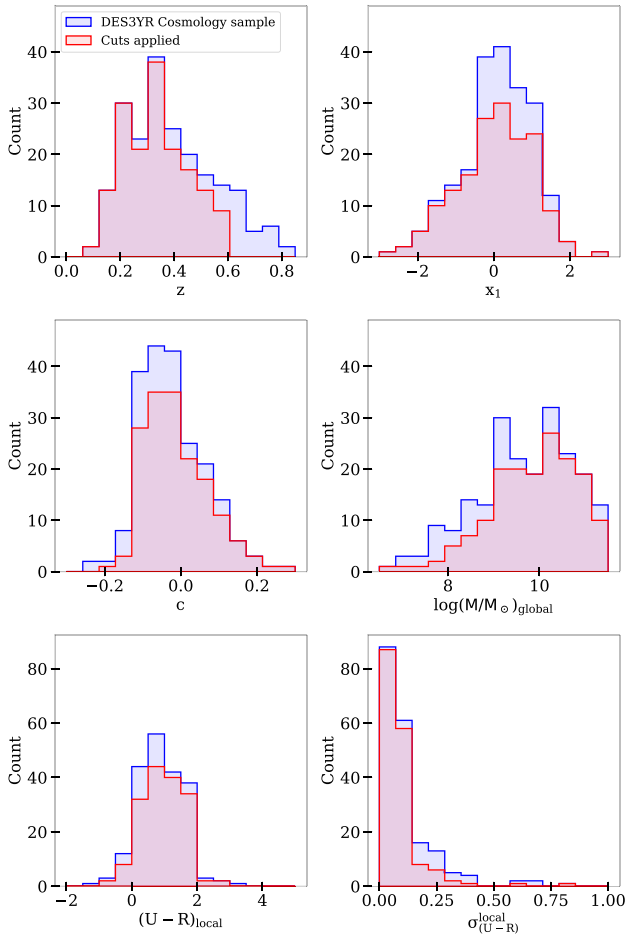 DES3YR Cosmology sample
Cuts applied
Count
40
30
20
10
0
0.0 0.2 0.4 0.6 0.8
z
Count
40
30
20
10
0
−2 0 2
x₁
Count
40
30
20
10
0
−0.2 0.0 0.2
c
Count
40
30
20
10
0
8 10
log(M/M⊙)global
Count
80
60
40
20
0
−2 0 2 4
(U − R)local
Count
80
60
40
20
0
0.00 0.25 0.50 0.75 1.00
σ^local_(U − R)